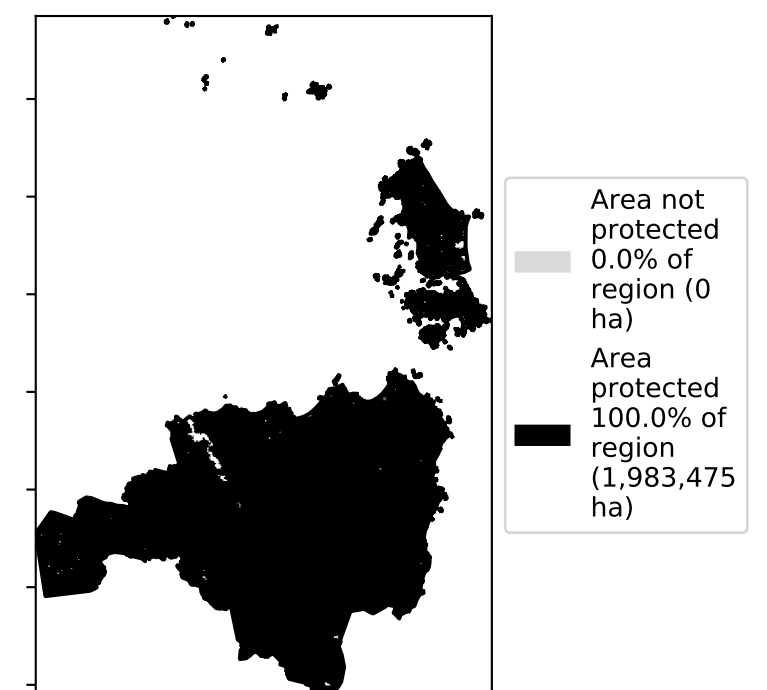 Area not
protected
0.0% of
region (0
ha)
Area
protected
100.0% of
region
(1,983,475
ha)